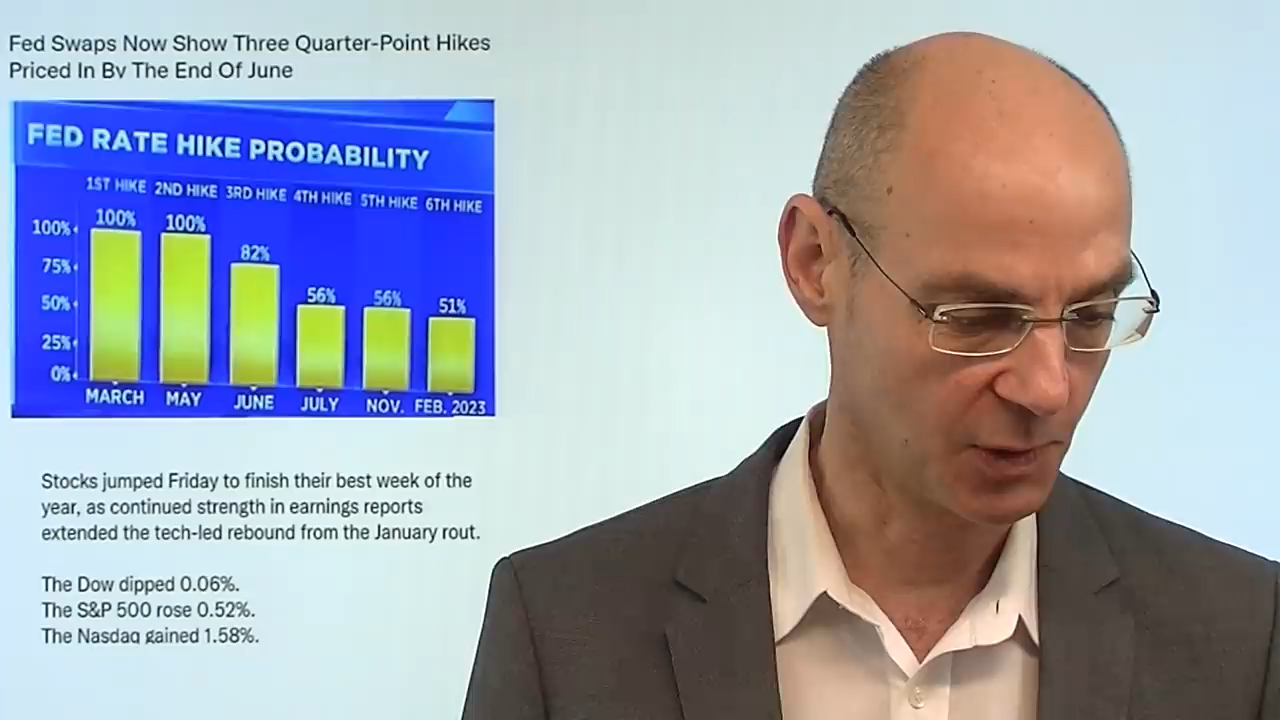 Fed Swaps Now Show Three Quarter-Point Hikes
Priced In By The End Of June
FED RATE HIKE PROBABILITY
1ST HIKE 2ND HIKE 3RD HIKE 4TH HIKE 5TH HIKE 6TH HIKE
100% 100% 82% 56% 56% 51%
100%
75%
50%
25%
0%
MARCH MAY JUNE JULY NOV. FEB. 2023
Stocks jumped Friday to finish their best week of the
year, as continued strength in earnings reports
extended the tech-led rebound from the January rout.
The Dow dipped 0.06%.
The S&P 500 rose 0.52%.
The Nasdaq gained 1.58%.